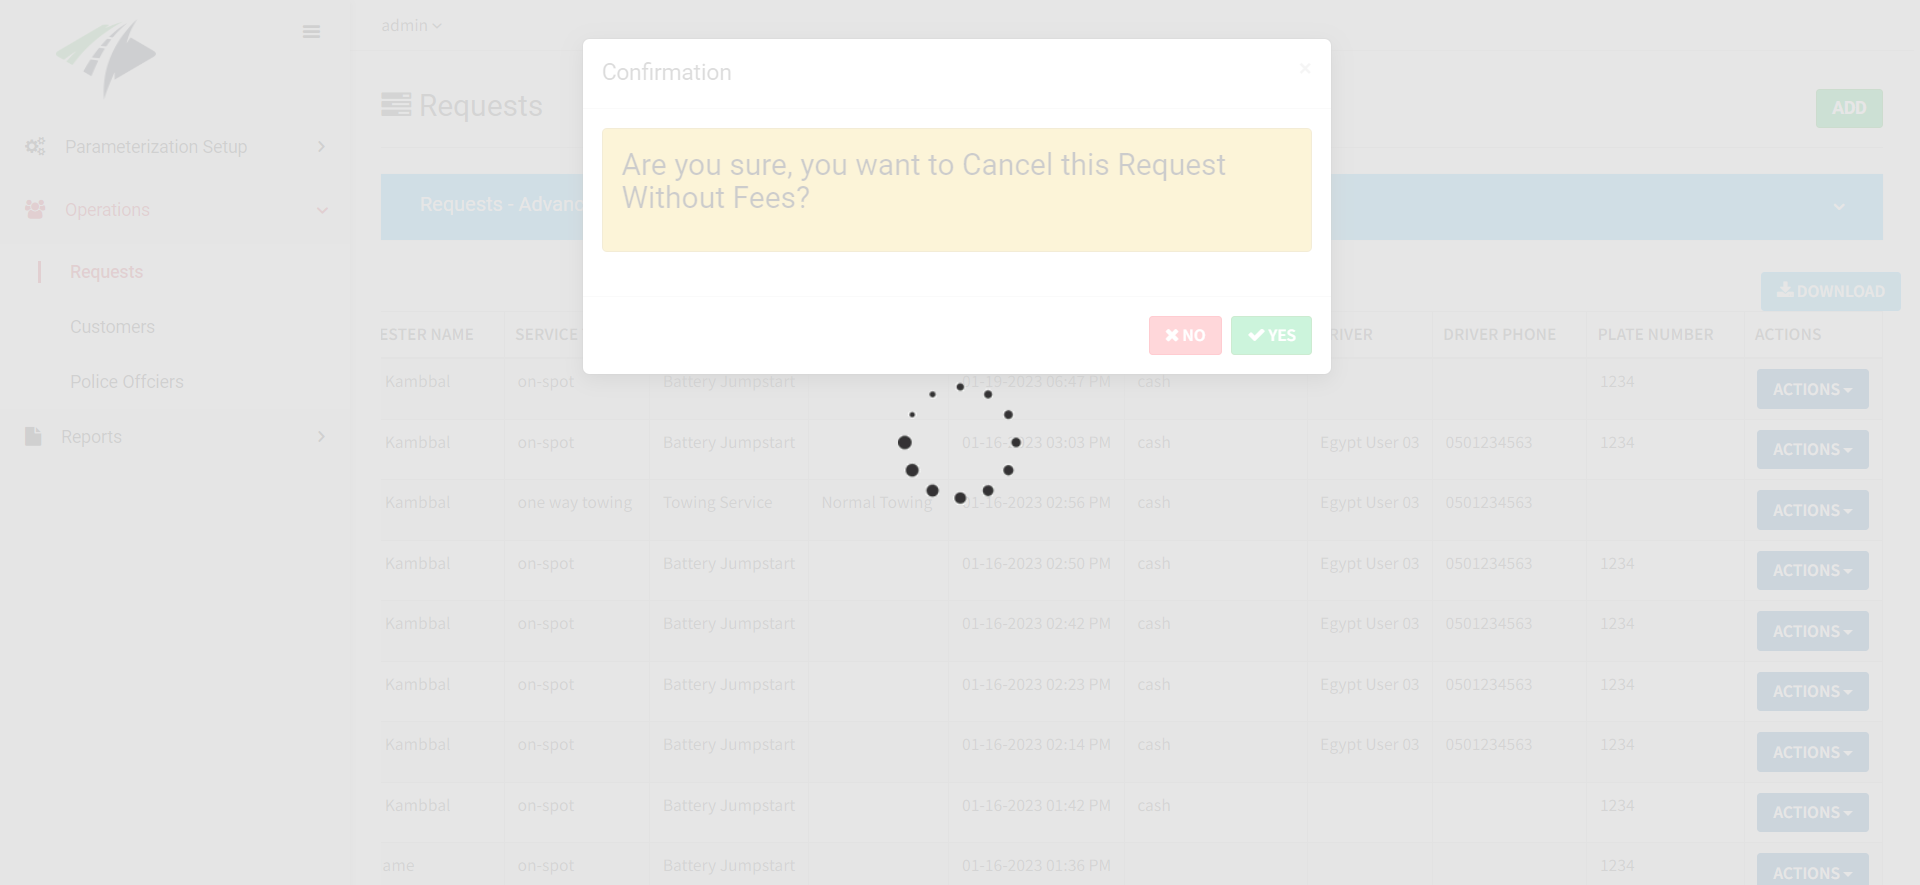 admin
Confirmation
×
Requests
ADD
Parameterization Setup
Are you sure, you want to Cancel this Request
Without Fees?
Operations
Requests - Advanc
Requests
DOWNLOAD
Customers
NO
YES
ESTER NAME SERVICE RIVER DRIVER PHONE PLATE NUMBER ACTIONS
Police Offciers
Kambbal on-spot Battery Jumpstart 01-19-2023 06:47 PM cash 1234 ACTIONS
Reports
Kambbal on-spot Battery Jumpstart 01-16-2023 03:03 PM cash Egypt User 03 0501234563 1234 ACTIONS
Kambbal one way towing Towing Service Normal Towing 01-16-2023 02:56 PM cash Egypt User 03 0501234563 ACTIONS
Kambbal on-spot Battery Jumpstart 01-16-2023 02:50 PM cash Egypt User 03 0501234563 1234 ACTIONS
Kambbal on-spot Battery Jumpstart 01-16-2023 02:42 PM cash Egypt User 03 0501234563 1234 ACTIONS
Kambbal on-spot Battery Jumpstart 01-16-2023 02:23 PM cash Egypt User 03 0501234563 1234 ACTIONS
Kambbal on-spot Battery Jumpstart 01-16-2023 02:14 PM cash Egypt User 03 0501234563 1234 ACTIONS
Kambbal on-spot Battery Jumpstart 01-16-2023 01:42 PM cash 1234 ACTIONS
ame on-spot Battery Jumpstart 01-16-2023 01:36 PM 1234 ACTIONS